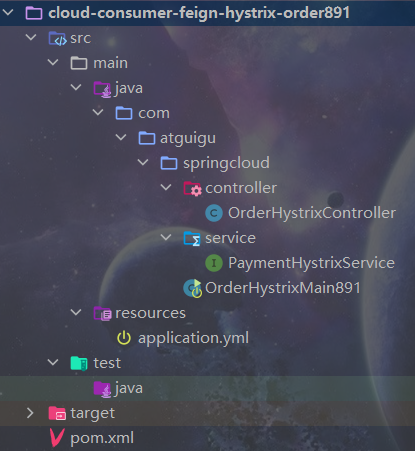 cloud-consumer-feign-hystrix-order891
src
main
java
com
atguigu
springcloud
controller
OrderHystrixController
service
PaymentHystrixService
OrderHystrixMain891
resources
application.yml
test
java
target
pom.xml